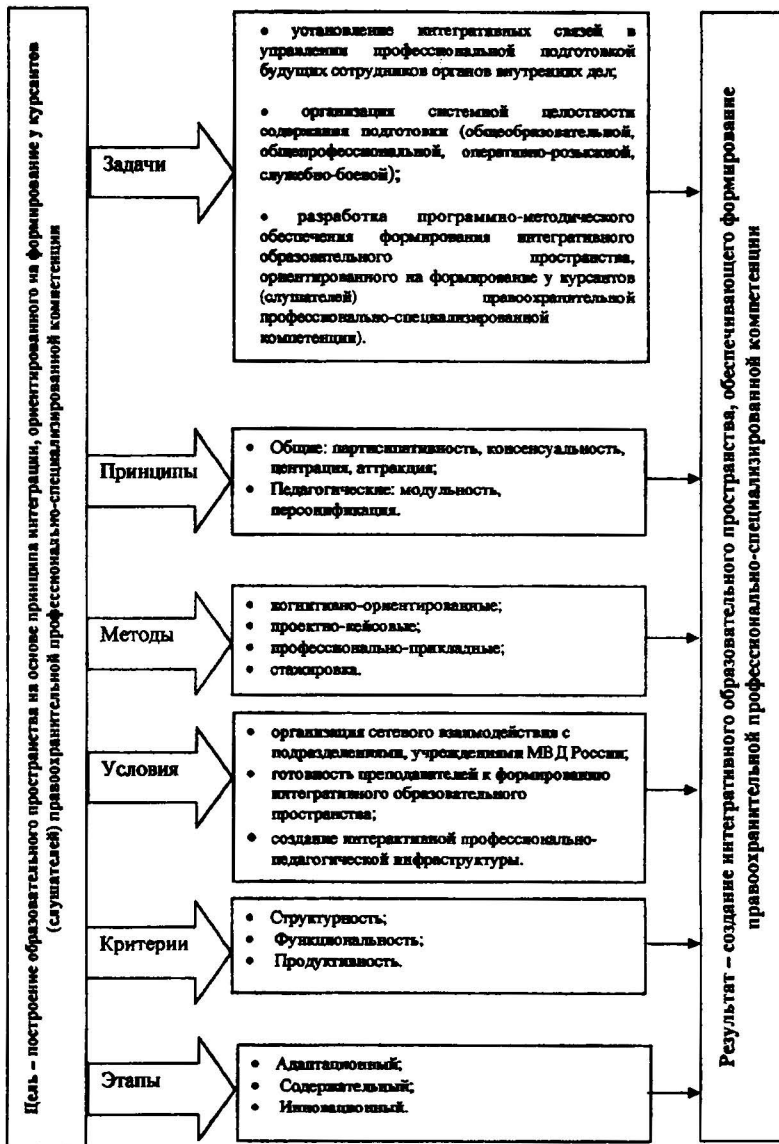 Цель – построение образовательного пространства на основе принципа интеграции, ориентированного на формирование у курсантов
(слушателей) правоохранительной профессионально-специализированной компетенции
Задачи
• установление интегративных связей в
управлении профессиональной подготовкой
будущих сотрудников органов внутренних дел;
• организация системной целостности
содержания подготовки (общеобразовательной,
общепрофессиональной, оперативно-розыскной,
служебно-боевой);
• разработка программно-методического
обеспечения формирования интегративного
образовательного пространства,
ориентированного на формирование у курсантов
(слушателей) правоохранительной
профессионально-специализированной
компетенции).
Принципы
• Общие: партисипативность, консенсуальность,
центрация, аттракция;
• Педагогические: модульность,
персонификация.
Методы
• когнитивно-ориентированные;
• проектно-кейсовые;
• профессионально-прикладные;
• стажировка.
Условия
• организация сетевого взаимодействия с
подразделениями, учреждениями МВД России;
• готовность преподавателей к формированию
интегративного образовательного
пространства;
• создание интерактивной профессионально-
педагогической инфраструктуры.
Критерии
• Структурность;
• Функциональность;
• Продуктивность.
Этапы
• Адаптационный;
• Содержательный;
• Инновационный.
Результат – создание интегративного образовательного пространства, обеспечивающего формирование
правоохранительной профессионально-специализированной компетенции